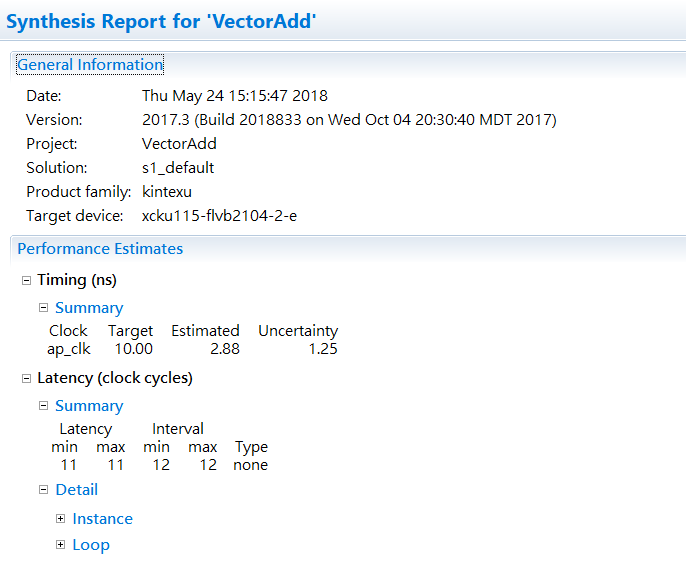 Synthesis Report for 'VectorAdd'
General Information
Date: Thu May 24 15:15:47 2018
Version: 2017.3 (Build 2018833 on Wed Oct 04 20:30:40 MDT 2017)
Project: VectorAdd
Solution: s1_default
Product family: kintexu
Target device: xcku115-flvb2104-2-e
Performance Estimates
Timing (ns)
Summary
Clock Target Estimated Uncertainty
ap_clk 10.00 2.88 1.25
Latency (clock cycles)
Summary
Latency Interval
min max min max Type
11 11 12 12 none
Detail
Instance
Loop